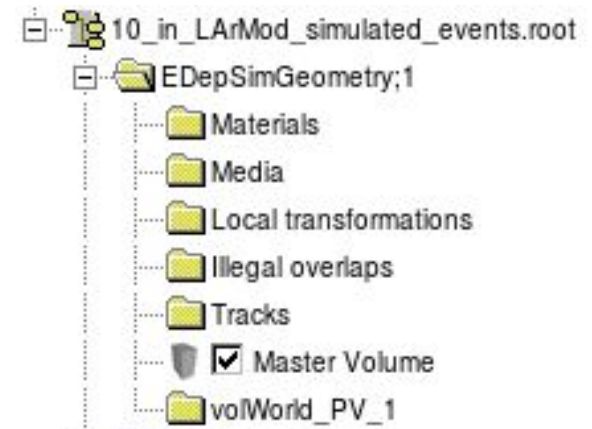 10_in_LArMod_simulated_events.root
EDepSimGeometry;1
Materials
Media
Local transformations
Illegal overlaps
Tracks
Master Volume
volWorld_PV_1